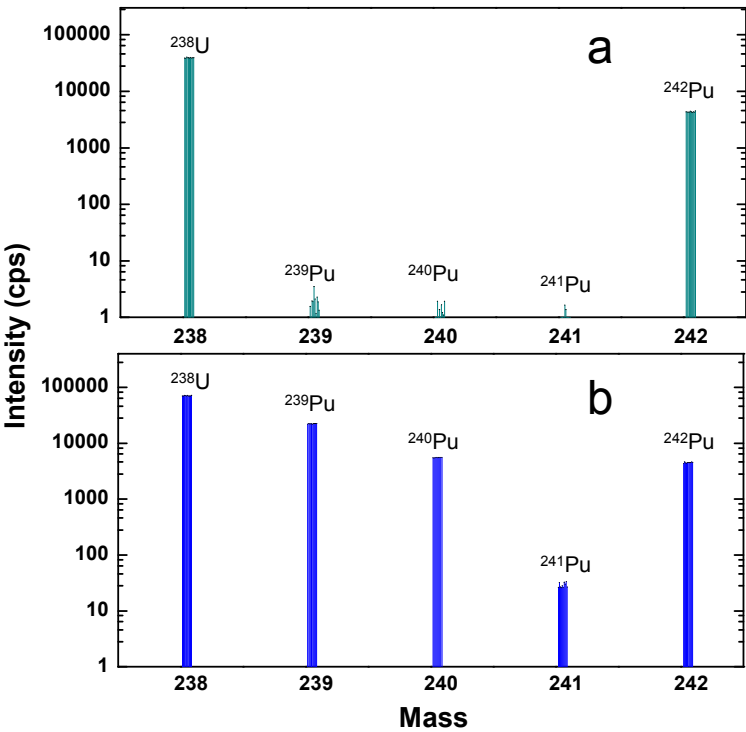 Intensity (cps)
a
100000
10000
1000
100
10
1
²³⁸U
²³⁹Pu
²⁴⁰Pu
²⁴¹Pu
²⁴²Pu
238 239 240 241 242
b
100000
10000
1000
100
10
1
²³⁸U
²³⁹Pu
²⁴⁰Pu
²⁴¹Pu
²⁴²Pu
238 239 240 241 242
Mass